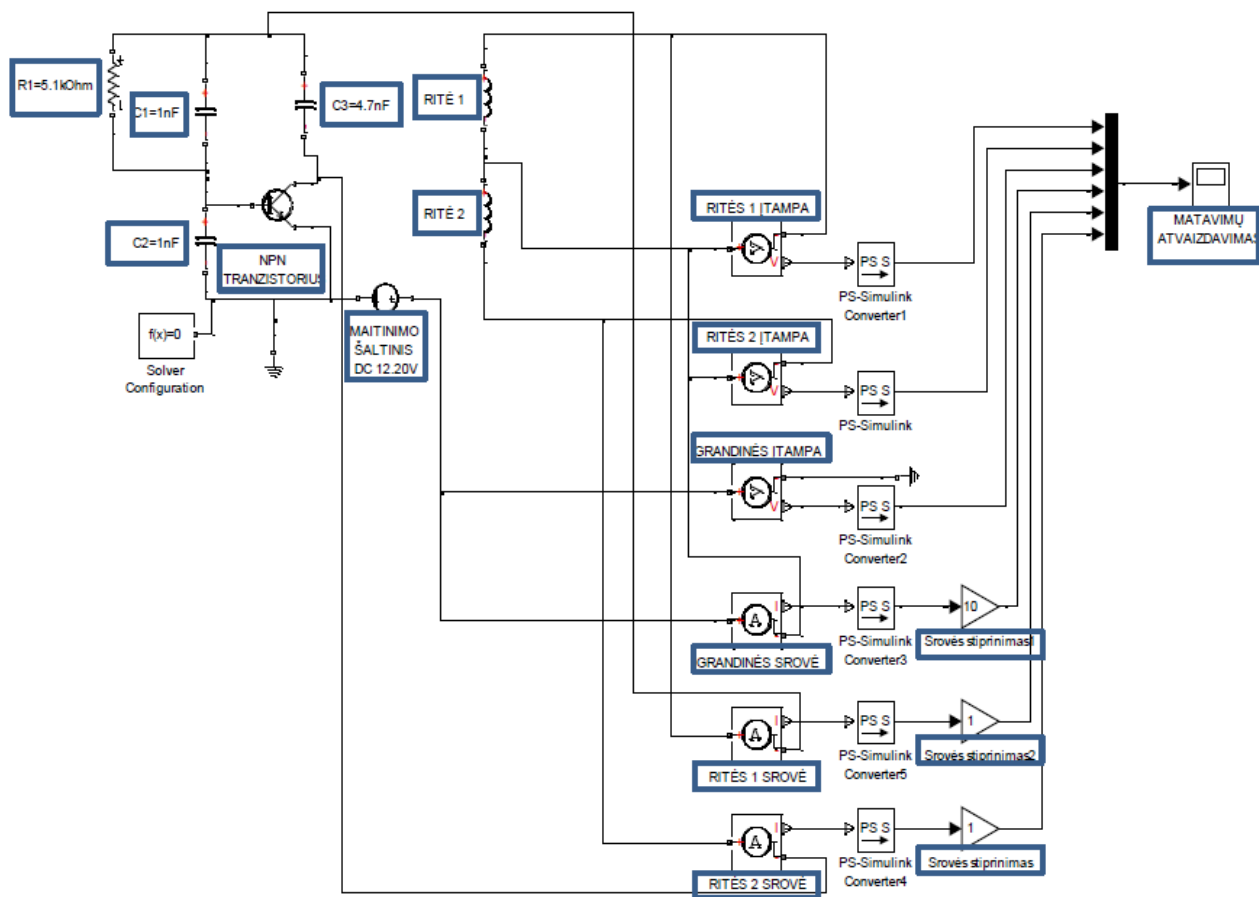 R1=5.1kOhm
C1=1nF
C3=4.7nF
RITĖ 1
RITĖ 2
C2=1nF
NPN
TRANZISTORIUS
f(x)=0
Solver
Configuration
MAITINIMO
ŠALTINIS
DC 12.20V
RITĖS 1 ĮTAMPA
V
PS S
PS-Simulink
Converter1
RITĖS 2 ĮTAMPA
V
PS S
PS-Simulink
GRANDINĖS ĮTAMPA
V
PS S
PS-Simulink
Converter2
A
I
GRANDINĖS SROVĖ
PS S
PS-Simulink
Converter3
10
Srovės stiprinimas1
A
I
RITĖS 1 SROVĖ
PS S
PS-Simulink
Converter5
1
Srovės stiprinimas2
A
I
RITĖS 2 SROVĖ
PS S
PS-Simulink
Converter4
1
Srovės stiprinimas
MATAVIMŲ
ATVAIZDAVIMAS